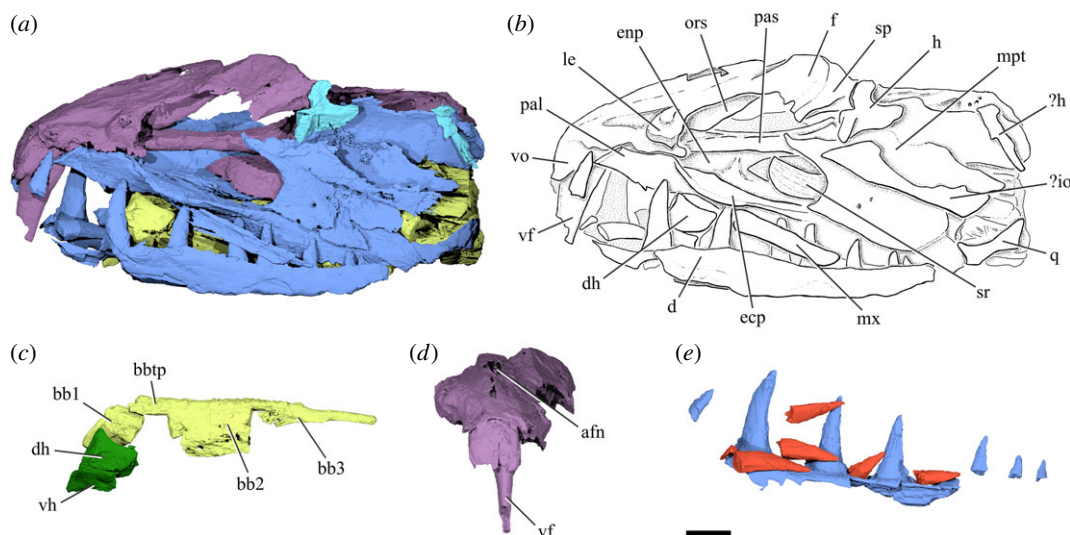 (a)
(b)
ors
pas
f
sp
h
enp
le
mpt
?h
pal
vo
?io
vf
dh
d
ecp
mx
sr
q
(c)
bbtp
bb1
dh
vh
bb2
bb3
(d)
afn
vf
(e)